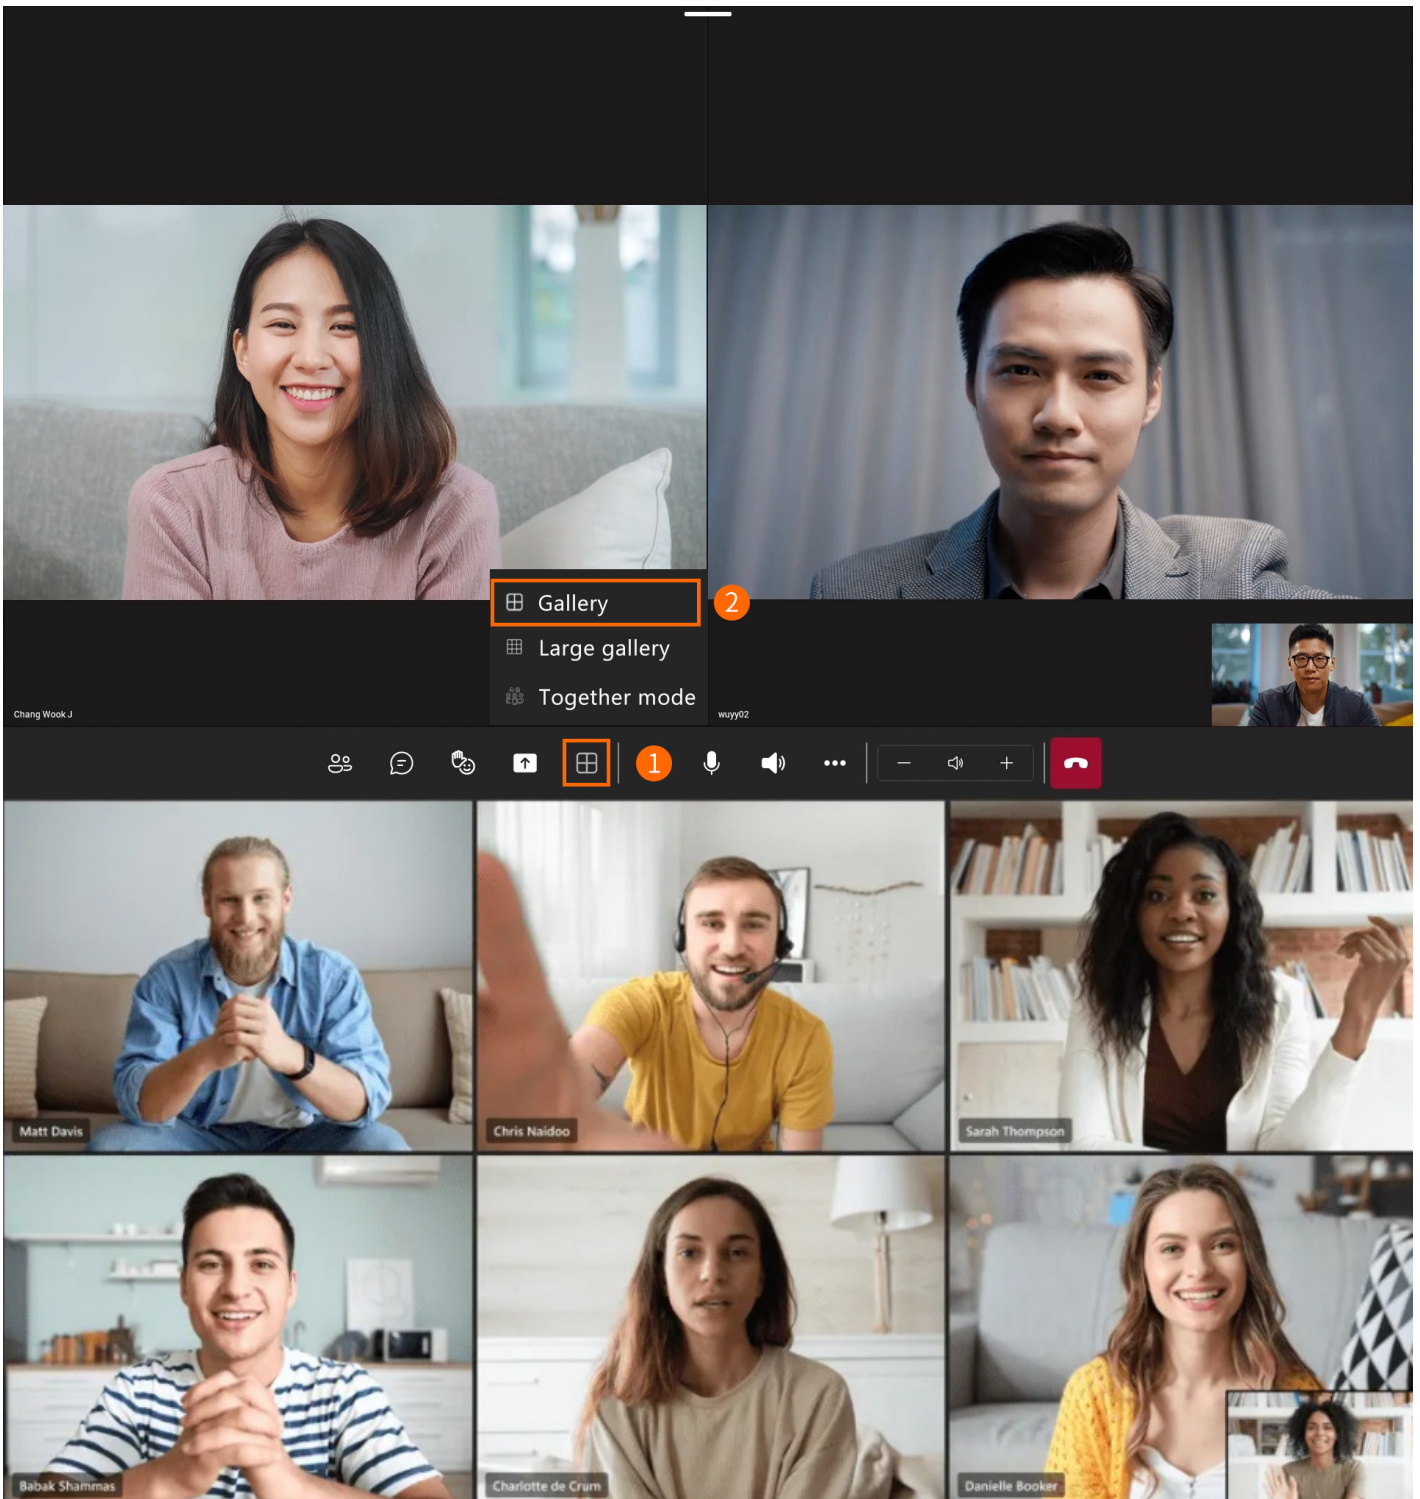 Gallery
2
Large gallery
Together mode
Chang Wook J
wuyy02
1
Matt Davis
Chris Naidoo
Sarah Thompson
Babak Shammas
Charlotte de Crum
Danielle Booker